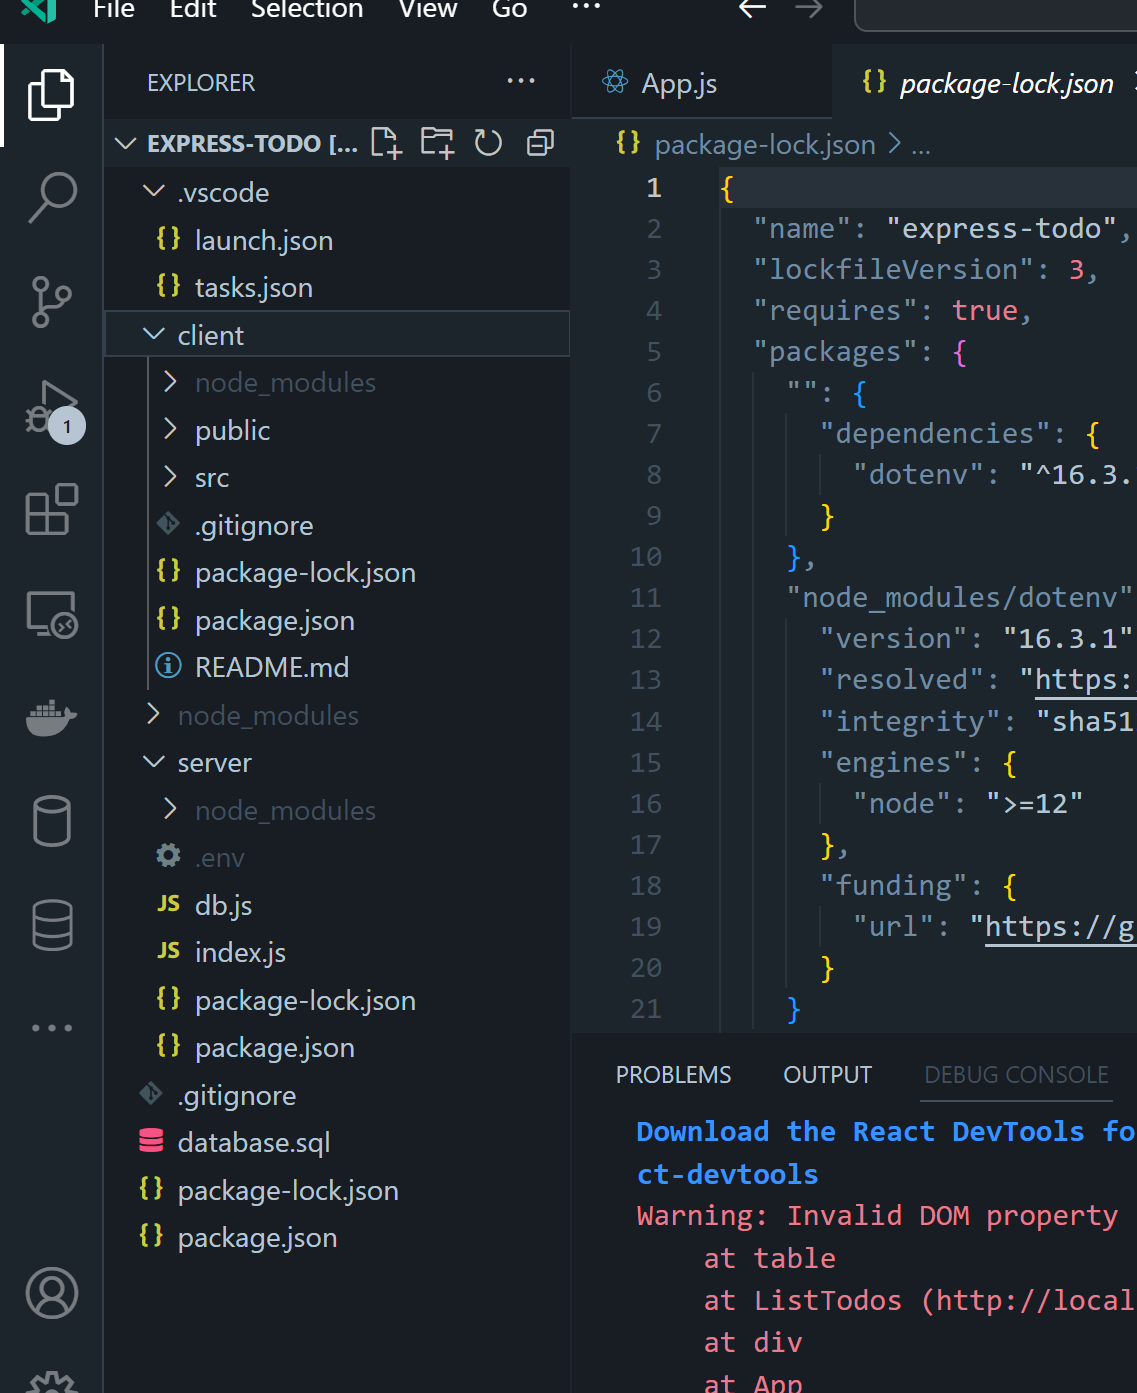 File Edit Selection View Go ···
EXPLORER ···
EXPRESS-TODO [...
.vscode
{} launch.json
{} tasks.json
client
node_modules
public
src
.gitignore
{} package-lock.json
{} package.json
README.md
node_modules
server
node_modules
.env
JS db.js
JS index.js
{} package-lock.json
{} package.json
.gitignore
database.sql
{} package-lock.json
{} package.json
1
App.js {} package-lock.json
{} package-lock.json > ...
1 {
2 "name": "express-todo",
3 "lockfileVersion": 3,
4 "requires": true,
5 "packages": {
6 "": {
7 "dependencies": {
8 "dotenv": "^16.3.
9 }
10 },
11 "node_modules/dotenv"
12 "version": "16.3.1"
13 "resolved": "https:
14 "integrity": "sha51
15 "engines": {
16 "node": ">=12"
17 },
18 "funding": {
19 "url": "https://g
20 }
21 }
PROBLEMS OUTPUT DEBUG CONSOLE
Download the React DevTools fo
ct-devtools
Warning: Invalid DOM property
at table
at ListTodos (http://local
at div
at App